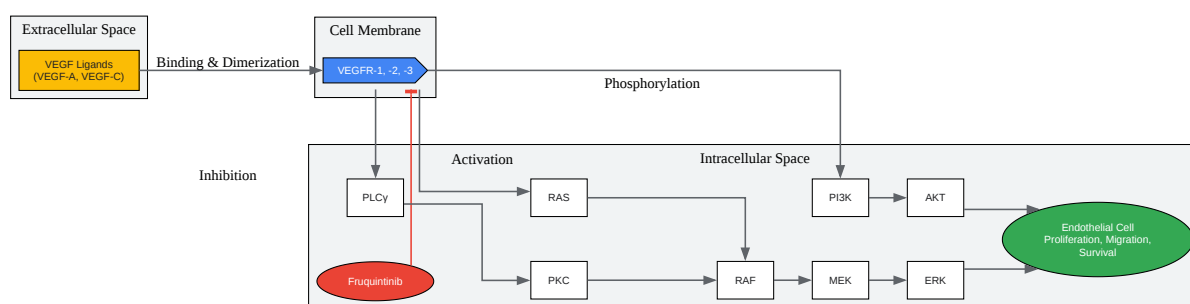 Extracellular Space
VEGF Ligands
(VEGF-A, VEGF-C)
Binding & Dimerization
Cell Membrane
VEGFR-1, -2, -3
Phosphorylation
Inhibition
Activation
Intracellular Space
PLCγ
RAS
PI3K
AKT
Endothelial Cell
Proliferation, Migration,
Survival
Fruquintinib
PKC
RAF
MEK
ERK